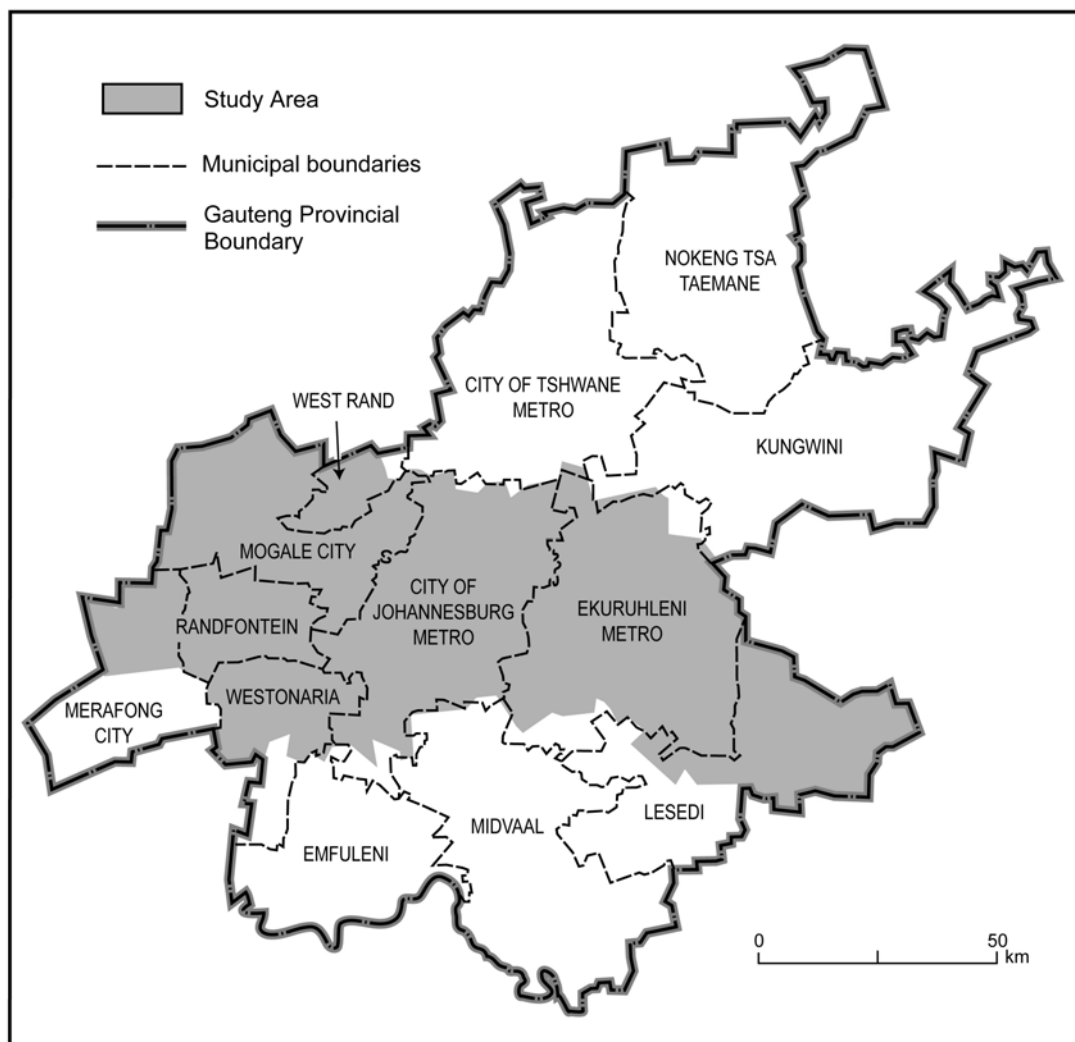 Study Area
Municipal boundaries
Gauteng Provincial
Boundary
NOKENG TSA
TAEMANE
CITY OF TSHWANE
METRO
WEST RAND
KUNGWINI
MOGALE CITY
CITY OF
JOHANNESBURG
METRO
EKURUHLENI
METRO
RANDFONTEIN
WESTONARIA
MERAFONG
CITY
LESEDI
MIDVAAL
EMFULENI
0 50
km